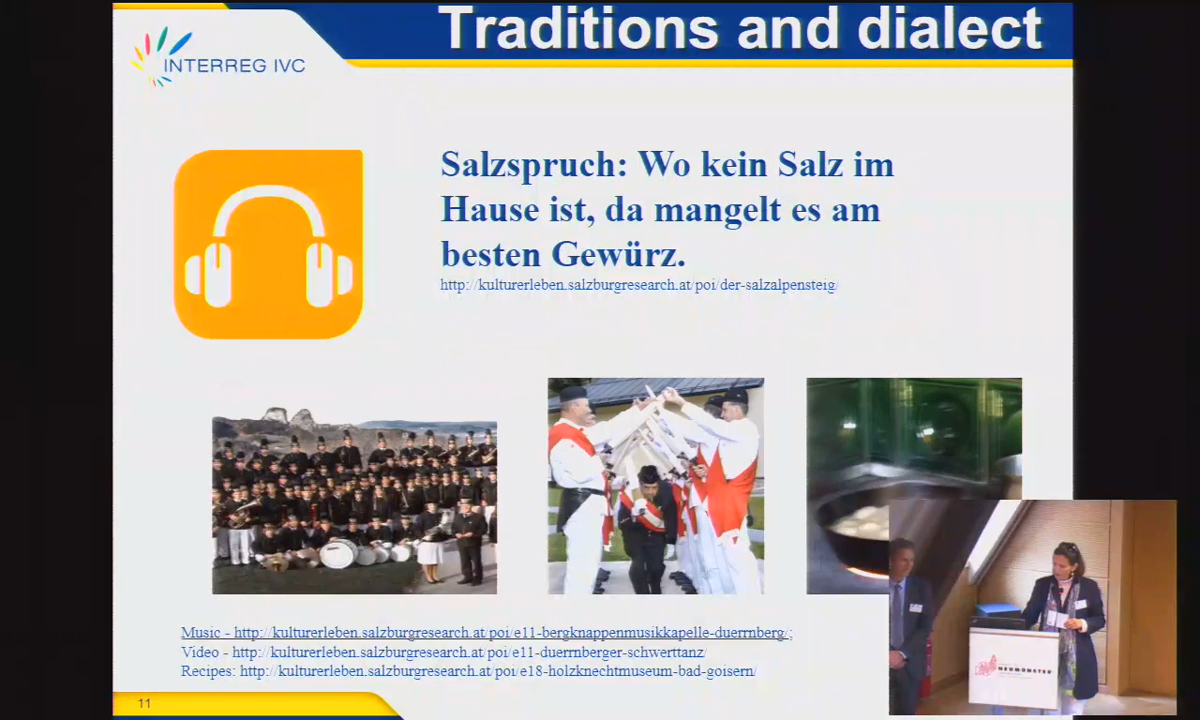 Traditions and dialect
INTERREG IVC
Salzspruch: Wo kein Salz im
Hause ist, da mangelt es am
besten Gewürz.
http://kulturerleben.salzburgresearch.at/poi/der-salzalpensteig/
Music - http://kulturerleben.salzburgresearch.at/poi/e11-bergknappenmusikkapelle-duerrnberg/;
Video - http://kulturerleben.salzburgresearch.at/poi/e11-duerrnberger-schwerttanz/
Recipes: http://kulturerleben.salzburgresearch.at/poi/e18-holzknechtmuseum-bad-goisern/
11
NEUMÜNSTER